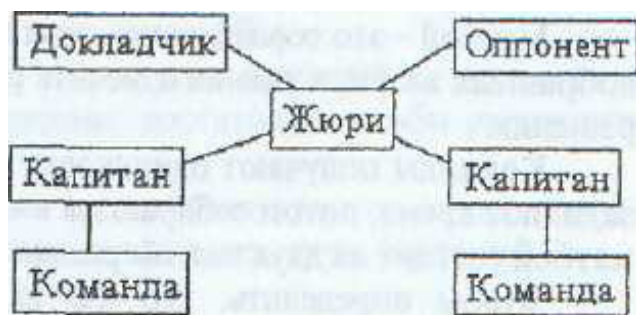 Докладчик Оппонент
Жюри
Капитан Капитан
Команда Команда